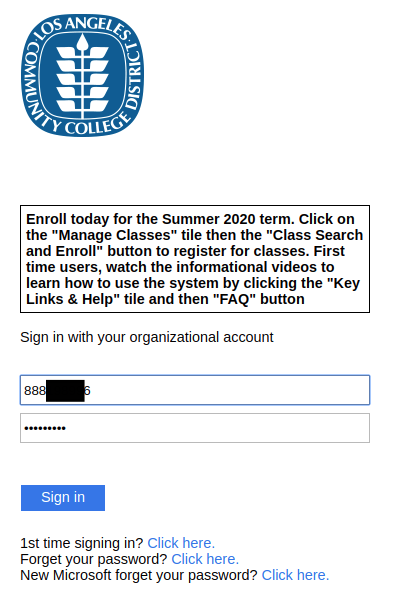 LOS ANGELES
COMMUNITY COLLEGE DISTRICT
Enroll today for the Summer 2020 term. Click on
the "Manage Classes" tile then the "Class Search
and Enroll" button to register for classes. First
time users, watch the informational videos to
learn how to use the system by clicking the "Key
Links & Help" tile and then "FAQ" button
Sign in with your organizational account
888 6
•••••••••
Sign in
1st time signing in? Click here.
Forget your password? Click here.
New Microsoft forget your password? Click here.